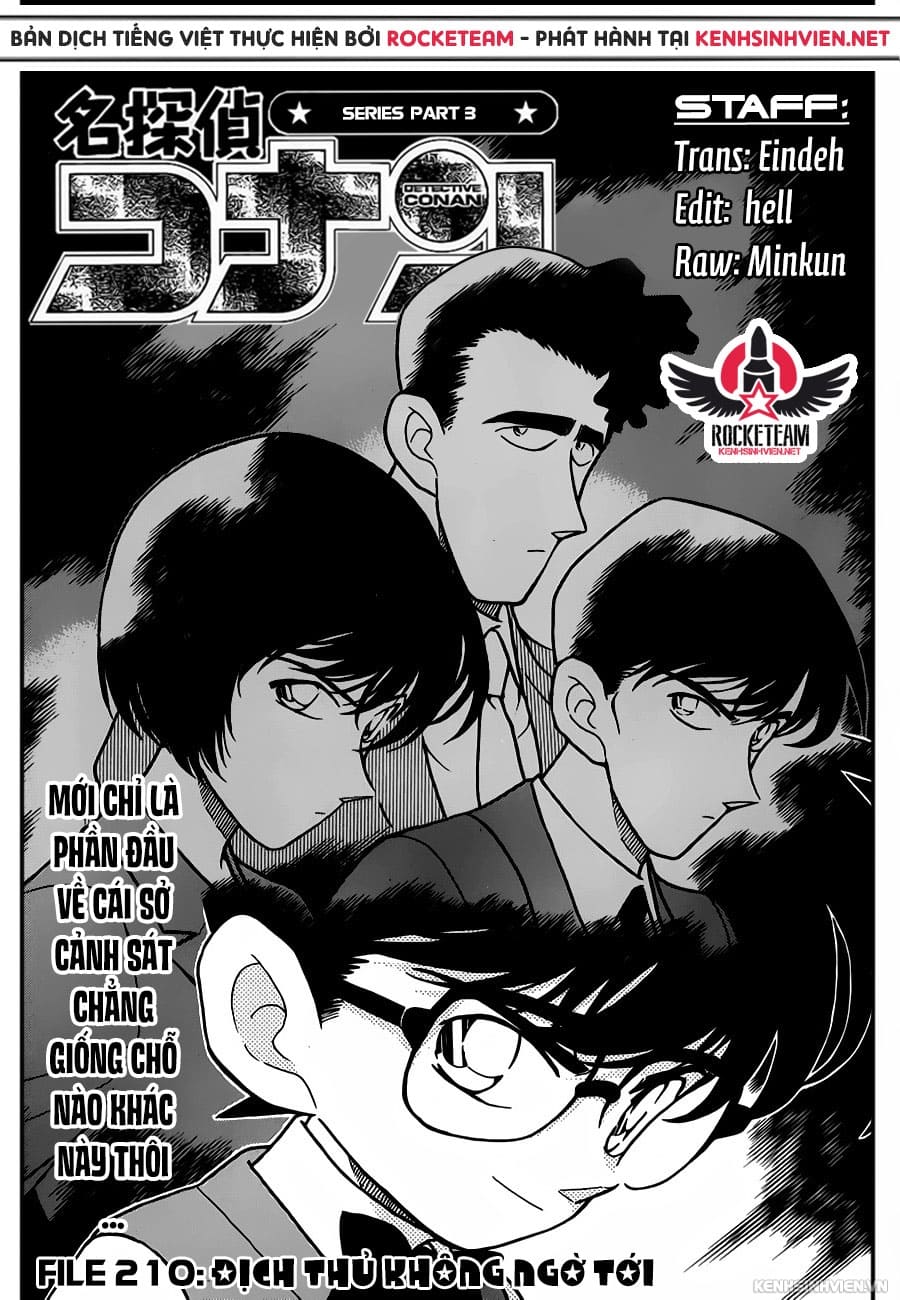 BẢN DỊCH TIẾNG VIỆT THỰC HIỆN BỞI ROCKETEAM - PHÁT HÀNH TẠI KENHSINHVIEN.NET
名探偵
SERIES PART 3
コナン
DETECTIVE
CONAN
STAFF:
Trans: Eindeh
Edit: hell
Raw: Minkun
ROCKETEAM
KENHSINHVIEN.NET
MỚI CHỈ LÀ
PHẦN ĐẦU
VỀ CÁI SỞ
CẢNH SÁT
CHẲNG
GIỐNG CHỖ
NÀO KHÁC
NÀY THÔI
...
FILE 210: ĐỊCH THỦ KHÔNG NGỜ TỚI
KENHSINHVIEN.VN